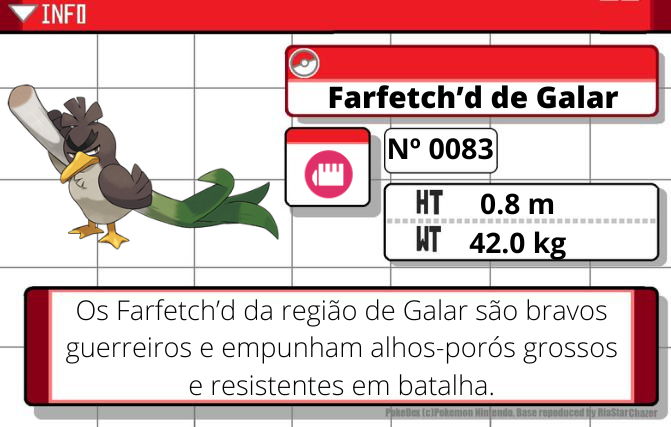 INFO
Farfetch’d de Galar
Nº 0083
HT 0.8 m
WT 42.0 kg
Os Farfetch’d da região de Galar são bravos
guerreiros e empunham alhos-porós grossos
e resistentes em batalha.
PokeDex (c)Pokemon Nintendo. Base repoduced by RiaStarChazer